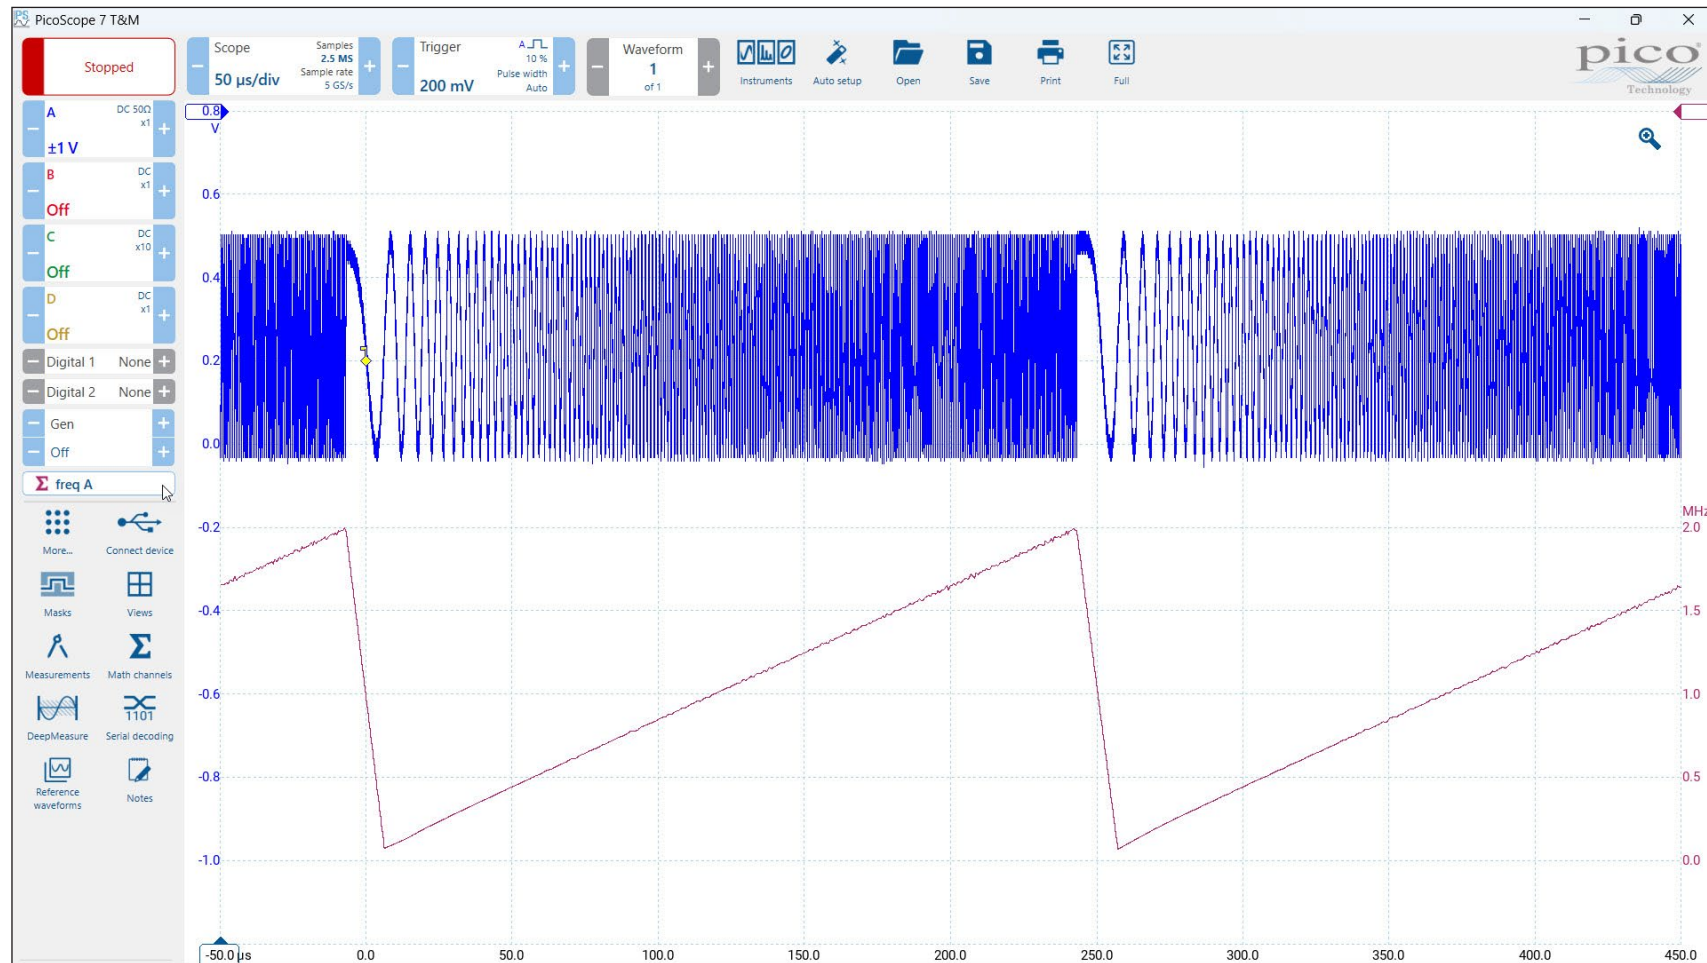 PicoScope 7 T&M
Stopped
Scope
50 µs/div
Samples
2.5 MS
Sample rate
5 GS/s
Trigger
200 mV
A
10 %
Pulse width
Auto
Waveform
1
of 1
Instruments
Auto setup
Open
Save
Print
Full
pico
Technology
A
DC 50Ω
x1
±1 V
B
DC
x1
Off
C
DC
x10
Off
D
DC
x1
Off
Digital 1 None
Digital 2 None
Gen
Off
Σ freq A
More...
Connect device
Masks
Views
Measurements
Math channels
DeepMeasure
1101
Serial decoding
Reference
waveforms
Notes
0.8
V
0.6
0.4
0.2
0.0
-0.2
-0.4
-0.6
-0.8
-1.0
MHz
2.0
1.5
1.0
0.5
0.0
-50.0 µs 0.0 50.0 100.0 150.0 200.0 250.0 300.0 350.0 400.0 450.0